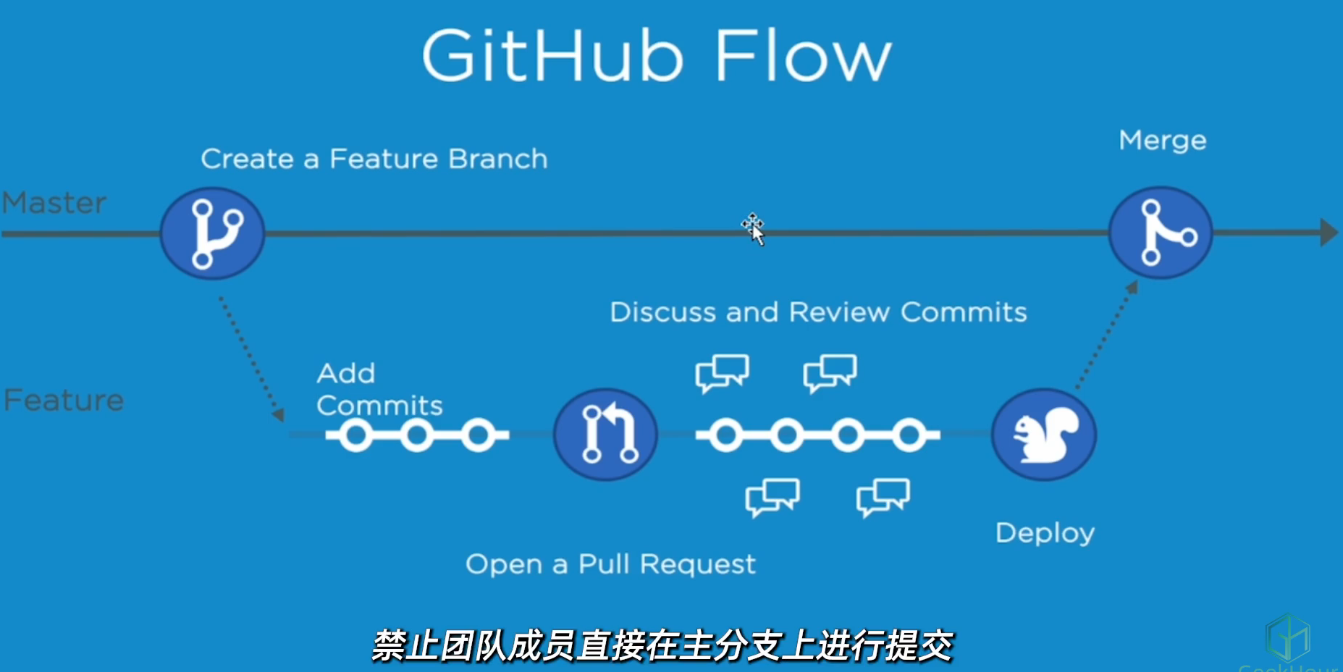 GitHub Flow
Merge
Create a Feature Branch
Master
Discuss and Review Commits
Add
Commits
Feature
Deploy
Open a Pull Request
禁止团队成员直接在主分支上进行提交